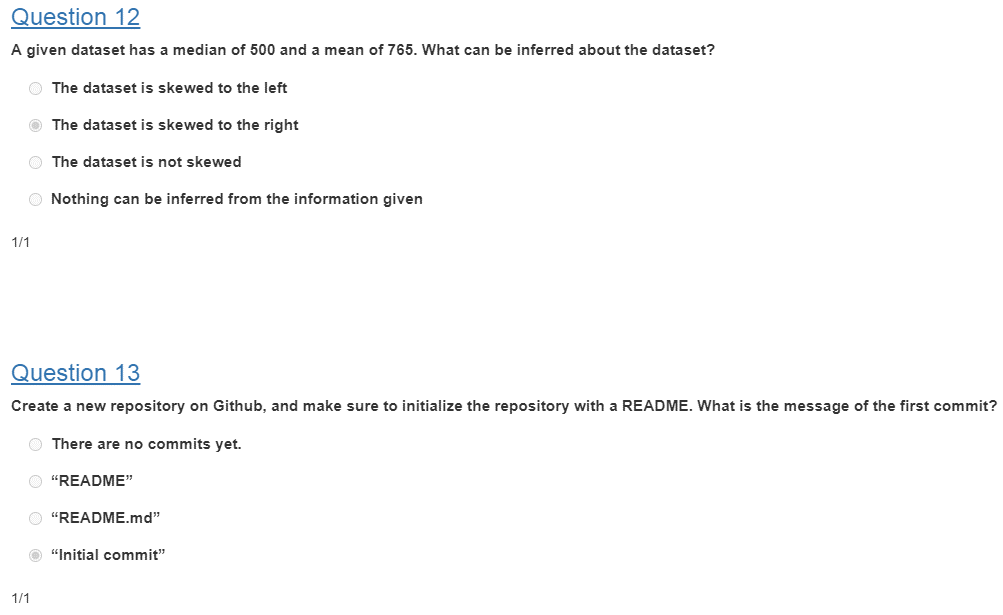 Question 12
A given dataset has a median of 500 and a mean of 765. What can be inferred about the dataset?
The dataset is skewed to the left
The dataset is skewed to the right
The dataset is not skewed
Nothing can be inferred from the information given
1/1
Question 13
Create a new repository on Github, and make sure to initialize the repository with a README. What is the message of the first commit?
There are no commits yet.
“README”
“README.md”
“Initial commit”
1/1